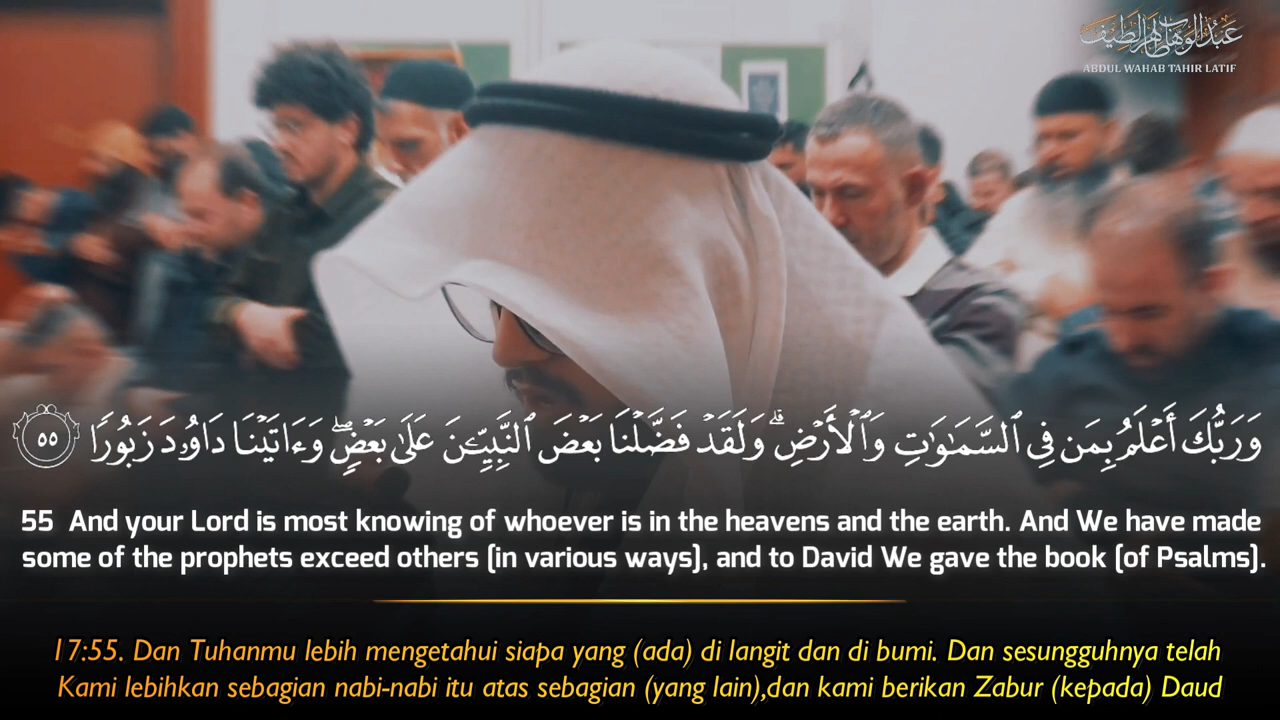 عبد الوهاب طاهر لطيف
ABDUL WAHAB TAHIR LATIF
وَرَبُّكَ أَعۡلَمُ بِمَن فِي ٱلسَّمَٰوَٰتِ وَٱلۡأَرۡضِۗ وَلَقَدۡ فَضَّلۡنَا بَعۡضَ ٱلنَّبِيِّـۧنَ عَلَىٰ بَعۡضٖۖ وَءَاتَيۡنَا دَاوُۥدَ زَبُورٗا ٥٥
55 And your Lord is most knowing of whoever is in the heavens and the earth. And We have made
some of the prophets exceed others [in various ways], and to David We gave the book [of Psalms].
17:55. Dan Tuhanmu lebih mengetahui siapa yang (ada) di langit dan di bumi. Dan sesungguhnya telah
Kami lebihkan sebagian nabi-nabi itu atas sebagian (yang lain),dan kami berikan Zabur (kepada) Daud